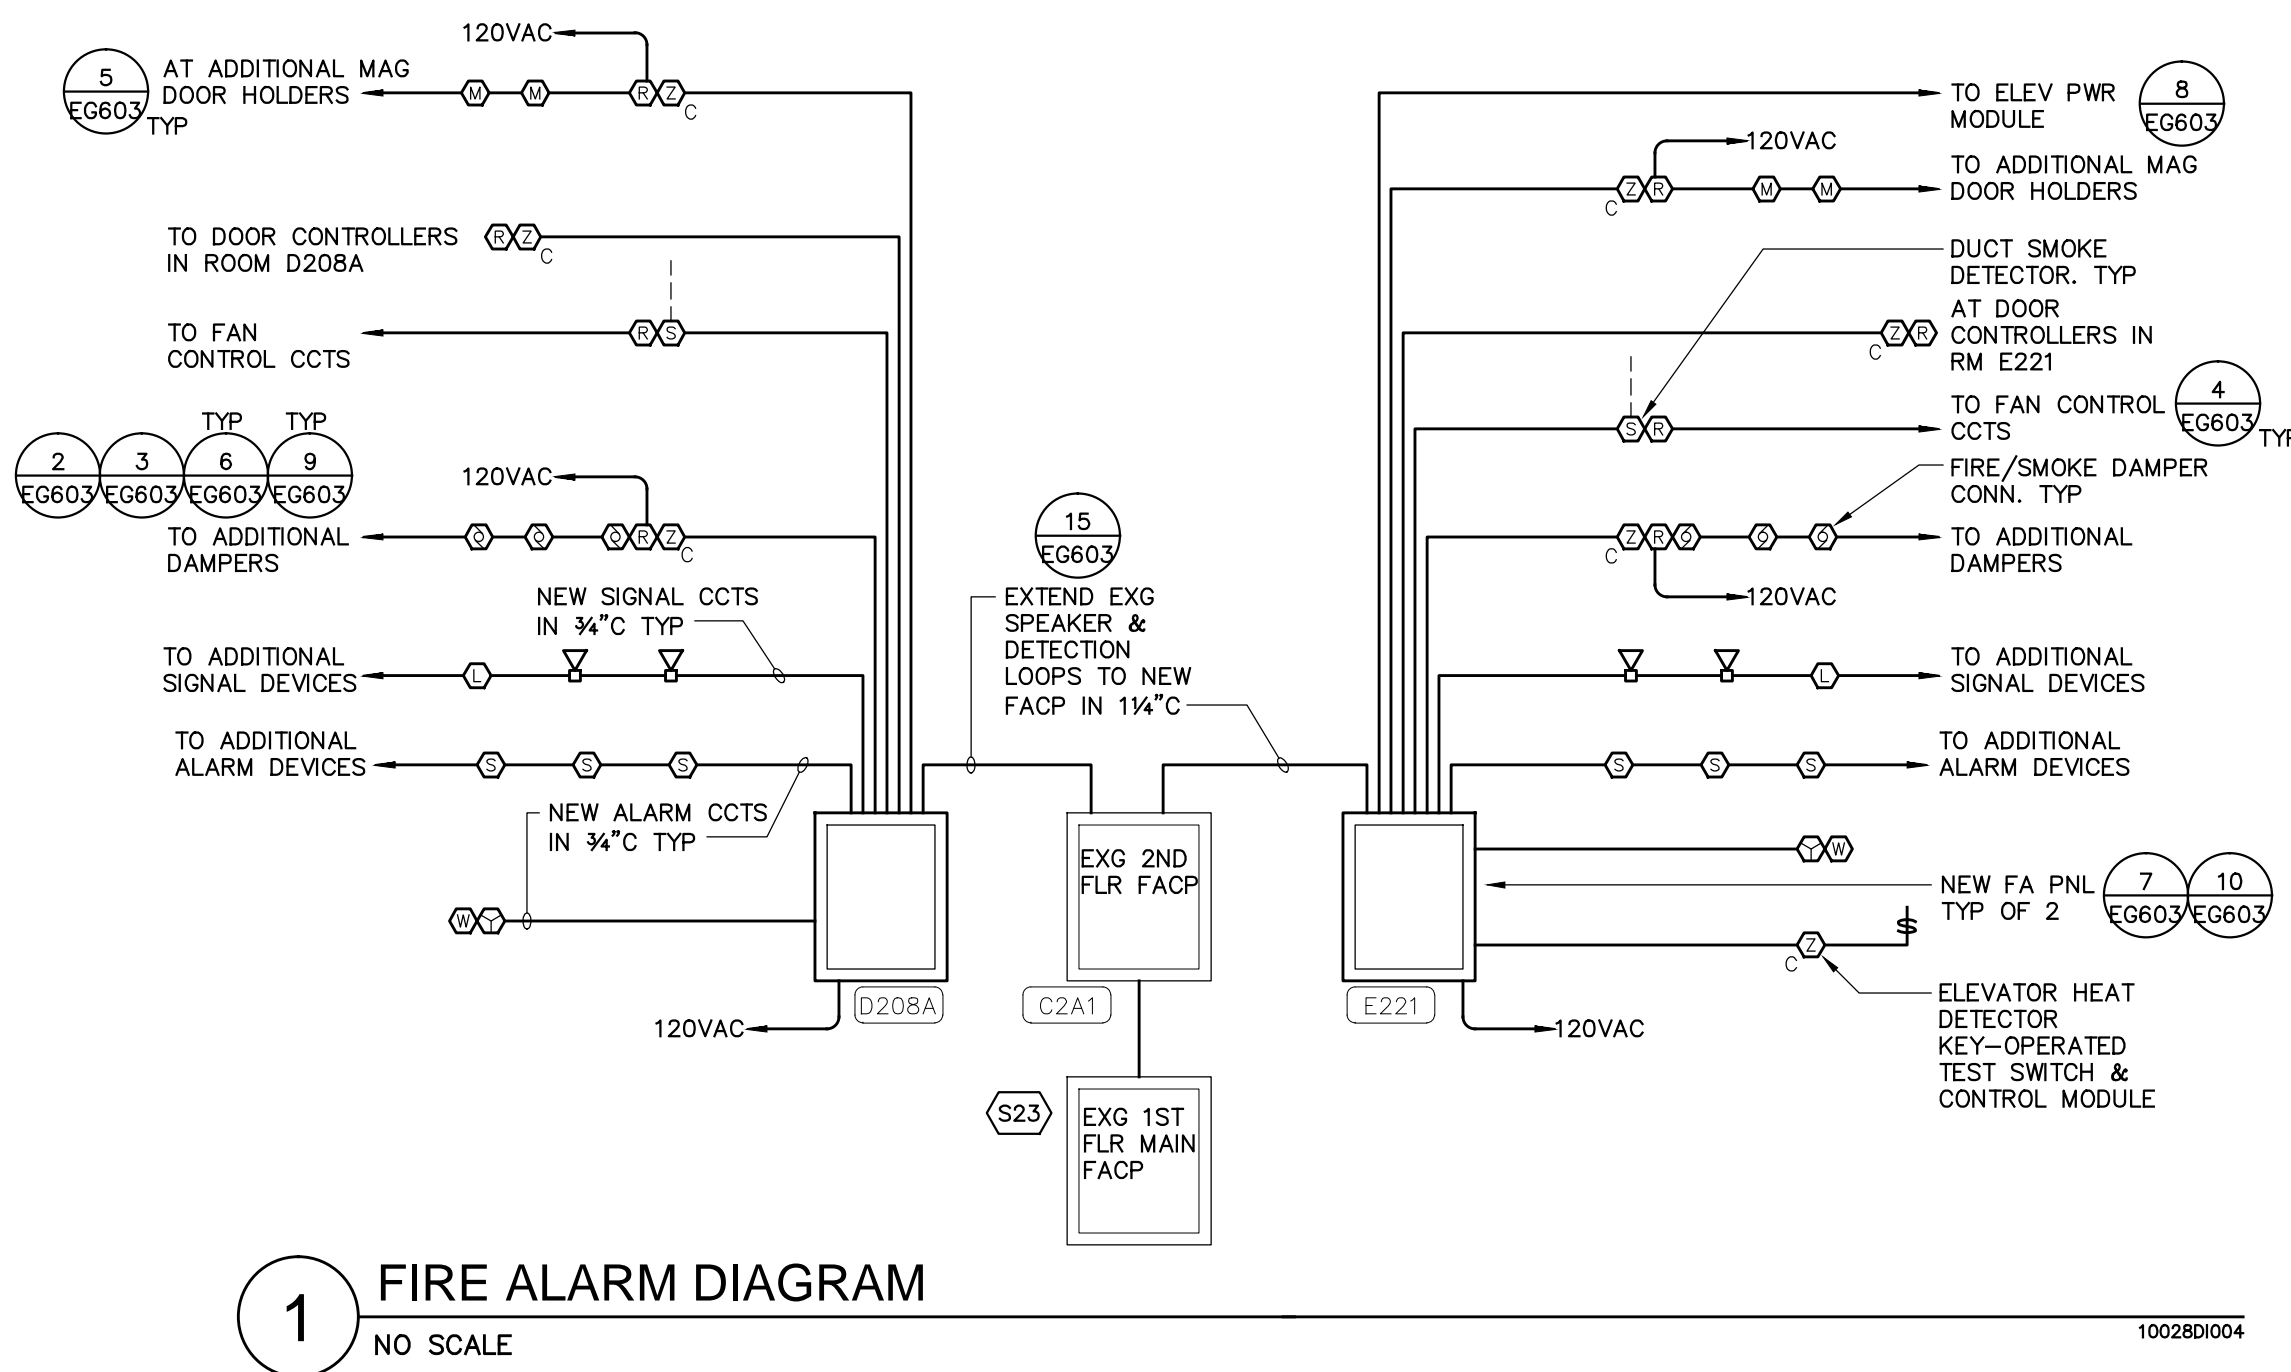 120VAC
5
EG603
TYP
AT ADDITIONAL MAG
DOOR HOLDERS
M
M
R
Z
C
TO DOOR CONTROLLERS
IN ROOM D208A
R
Z
C
TO FAN
CONTROL CCTS
R
S
TYP
TYP
2
EG603
3
EG603
6
EG603
9
EG603
120VAC
TO ADDITIONAL
DAMPERS
R
Z
C
NEW SIGNAL CCTS
IN ¾"C TYP
TO ADDITIONAL
SIGNAL DEVICES
L
TO ADDITIONAL
ALARM DEVICES
S
S
S
NEW ALARM CCTS
IN ¾"C TYP
W
Y
D208A
120VAC
15
EG603
EXTEND EXG
SPEAKER &
DETECTION
LOOPS TO NEW
FACP IN 1¼"C
EXG 2ND
FLR FACP
C2A1
S23
EXG 1ST
FLR MAIN
FACP
TO ELEV PWR
MODULE
8
EG603
120VAC
Z
R
C
M
M
TO ADDITIONAL MAG
DOOR HOLDERS
DUCT SMOKE
DETECTOR. TYP
Z
R
C
AT DOOR
CONTROLLERS IN
RM E221
S
R
TO FAN CONTROL
CCTS
4
EG603
TYP
FIRE/SMOKE DAMPER
CONN. TYP
Z
R
C
TO ADDITIONAL
DAMPERS
120VAC
L
TO ADDITIONAL
SIGNAL DEVICES
S
S
S
TO ADDITIONAL
ALARM DEVICES
Y
W
NEW FA PNL
TYP OF 2
7
EG603
10
EG603
Z
C
$
ELEVATOR HEAT
DETECTOR
KEY-OPERATED
TEST SWITCH &
CONTROL MODULE
E221
120VAC
1
FIRE ALARM DIAGRAM
NO SCALE
10028DI004